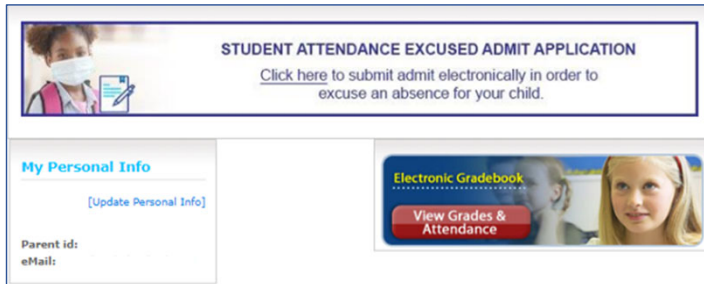 STUDENT ATTENDANCE EXCUSED ADMIT APPLICATION
Click here to submit admit electronically in order to
excuse an absence for your child.
My Personal Info
[Update Personal Info]
Parent id:
eMail:
Electronic Gradebook
View Grades &
Attendance